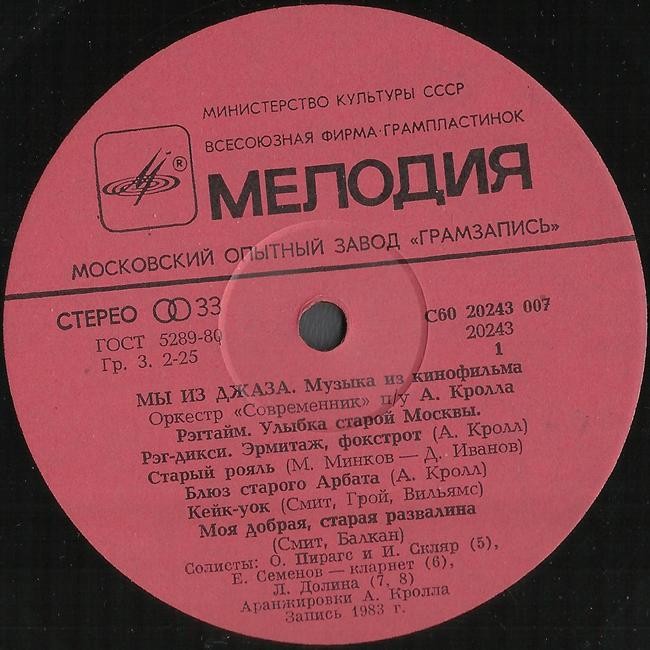 МИНИСТЕРСТВО КУЛЬТУРЫ СССР
ВСЕСОЮЗНАЯ ФИРМА·ГРАМПЛАСТИНОК
®
МЕЛОДИЯ
МОСКОВСКИЙ ОПЫТНЫЙ ЗАВОД «ГРАМЗАПИСЬ»
СТЕРЕО 33
ГОСТ 5289-80
Гр. 3. 2-25
С60 20243 007
20243
1
МЫ ИЗ ДЖАЗА. Музыка из кинофильма
Оркестр «Современник» п/у А. Кролла
Рэгтайм. Улыбка старой Москвы.
Рэг-дикси. Эрмитаж, фокстрот (А. Кролл)
Старый рояль (М. Минков — Д. Иванов)
Блюз старого Арбата (А. Кролл)
Кейк-уок (Смит, Грой, Вильямс)
Моя добрая, старая развалина
(Смит, Балкан)
Солисты: О. Пирагс и И. Скляр (5),
Е. Семенов — кларнет (6),
Л. Долина (7, 8)
Аранжировки А. Кролла
Запись 1983 г.